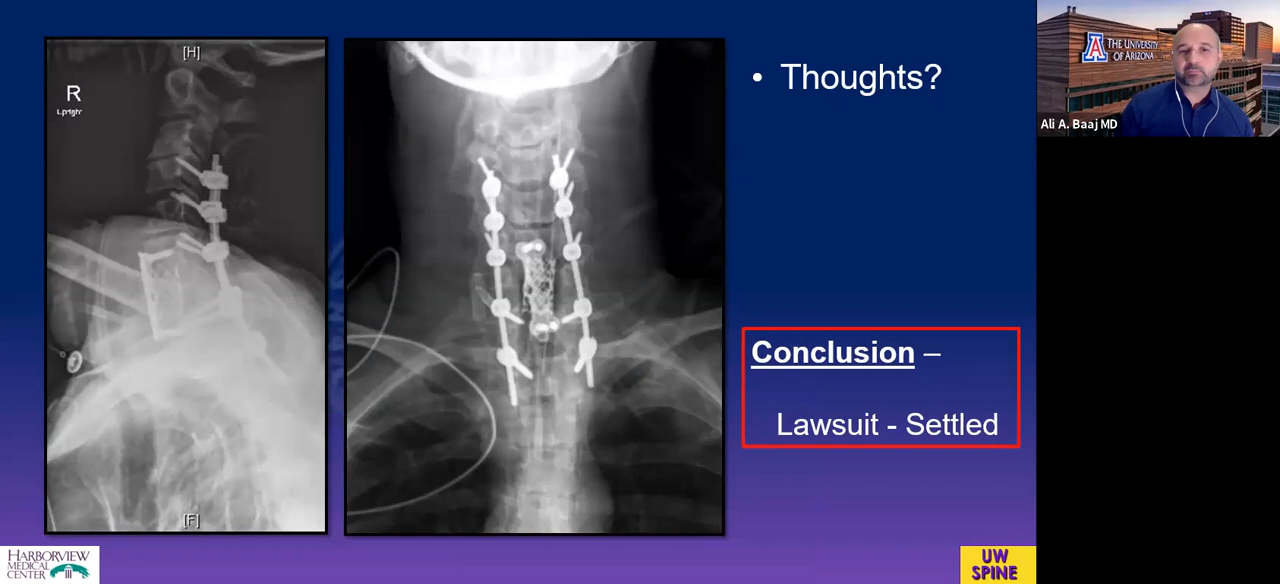 [H]
R
[F]
• Thoughts?
Conclusion –
Lawsuit - Settled
HARBORVIEW
MEDICAL
CENTER
UW
SPINE
A
THE UNIVERSITY
OF ARIZONA
Ali A. Baaj MD